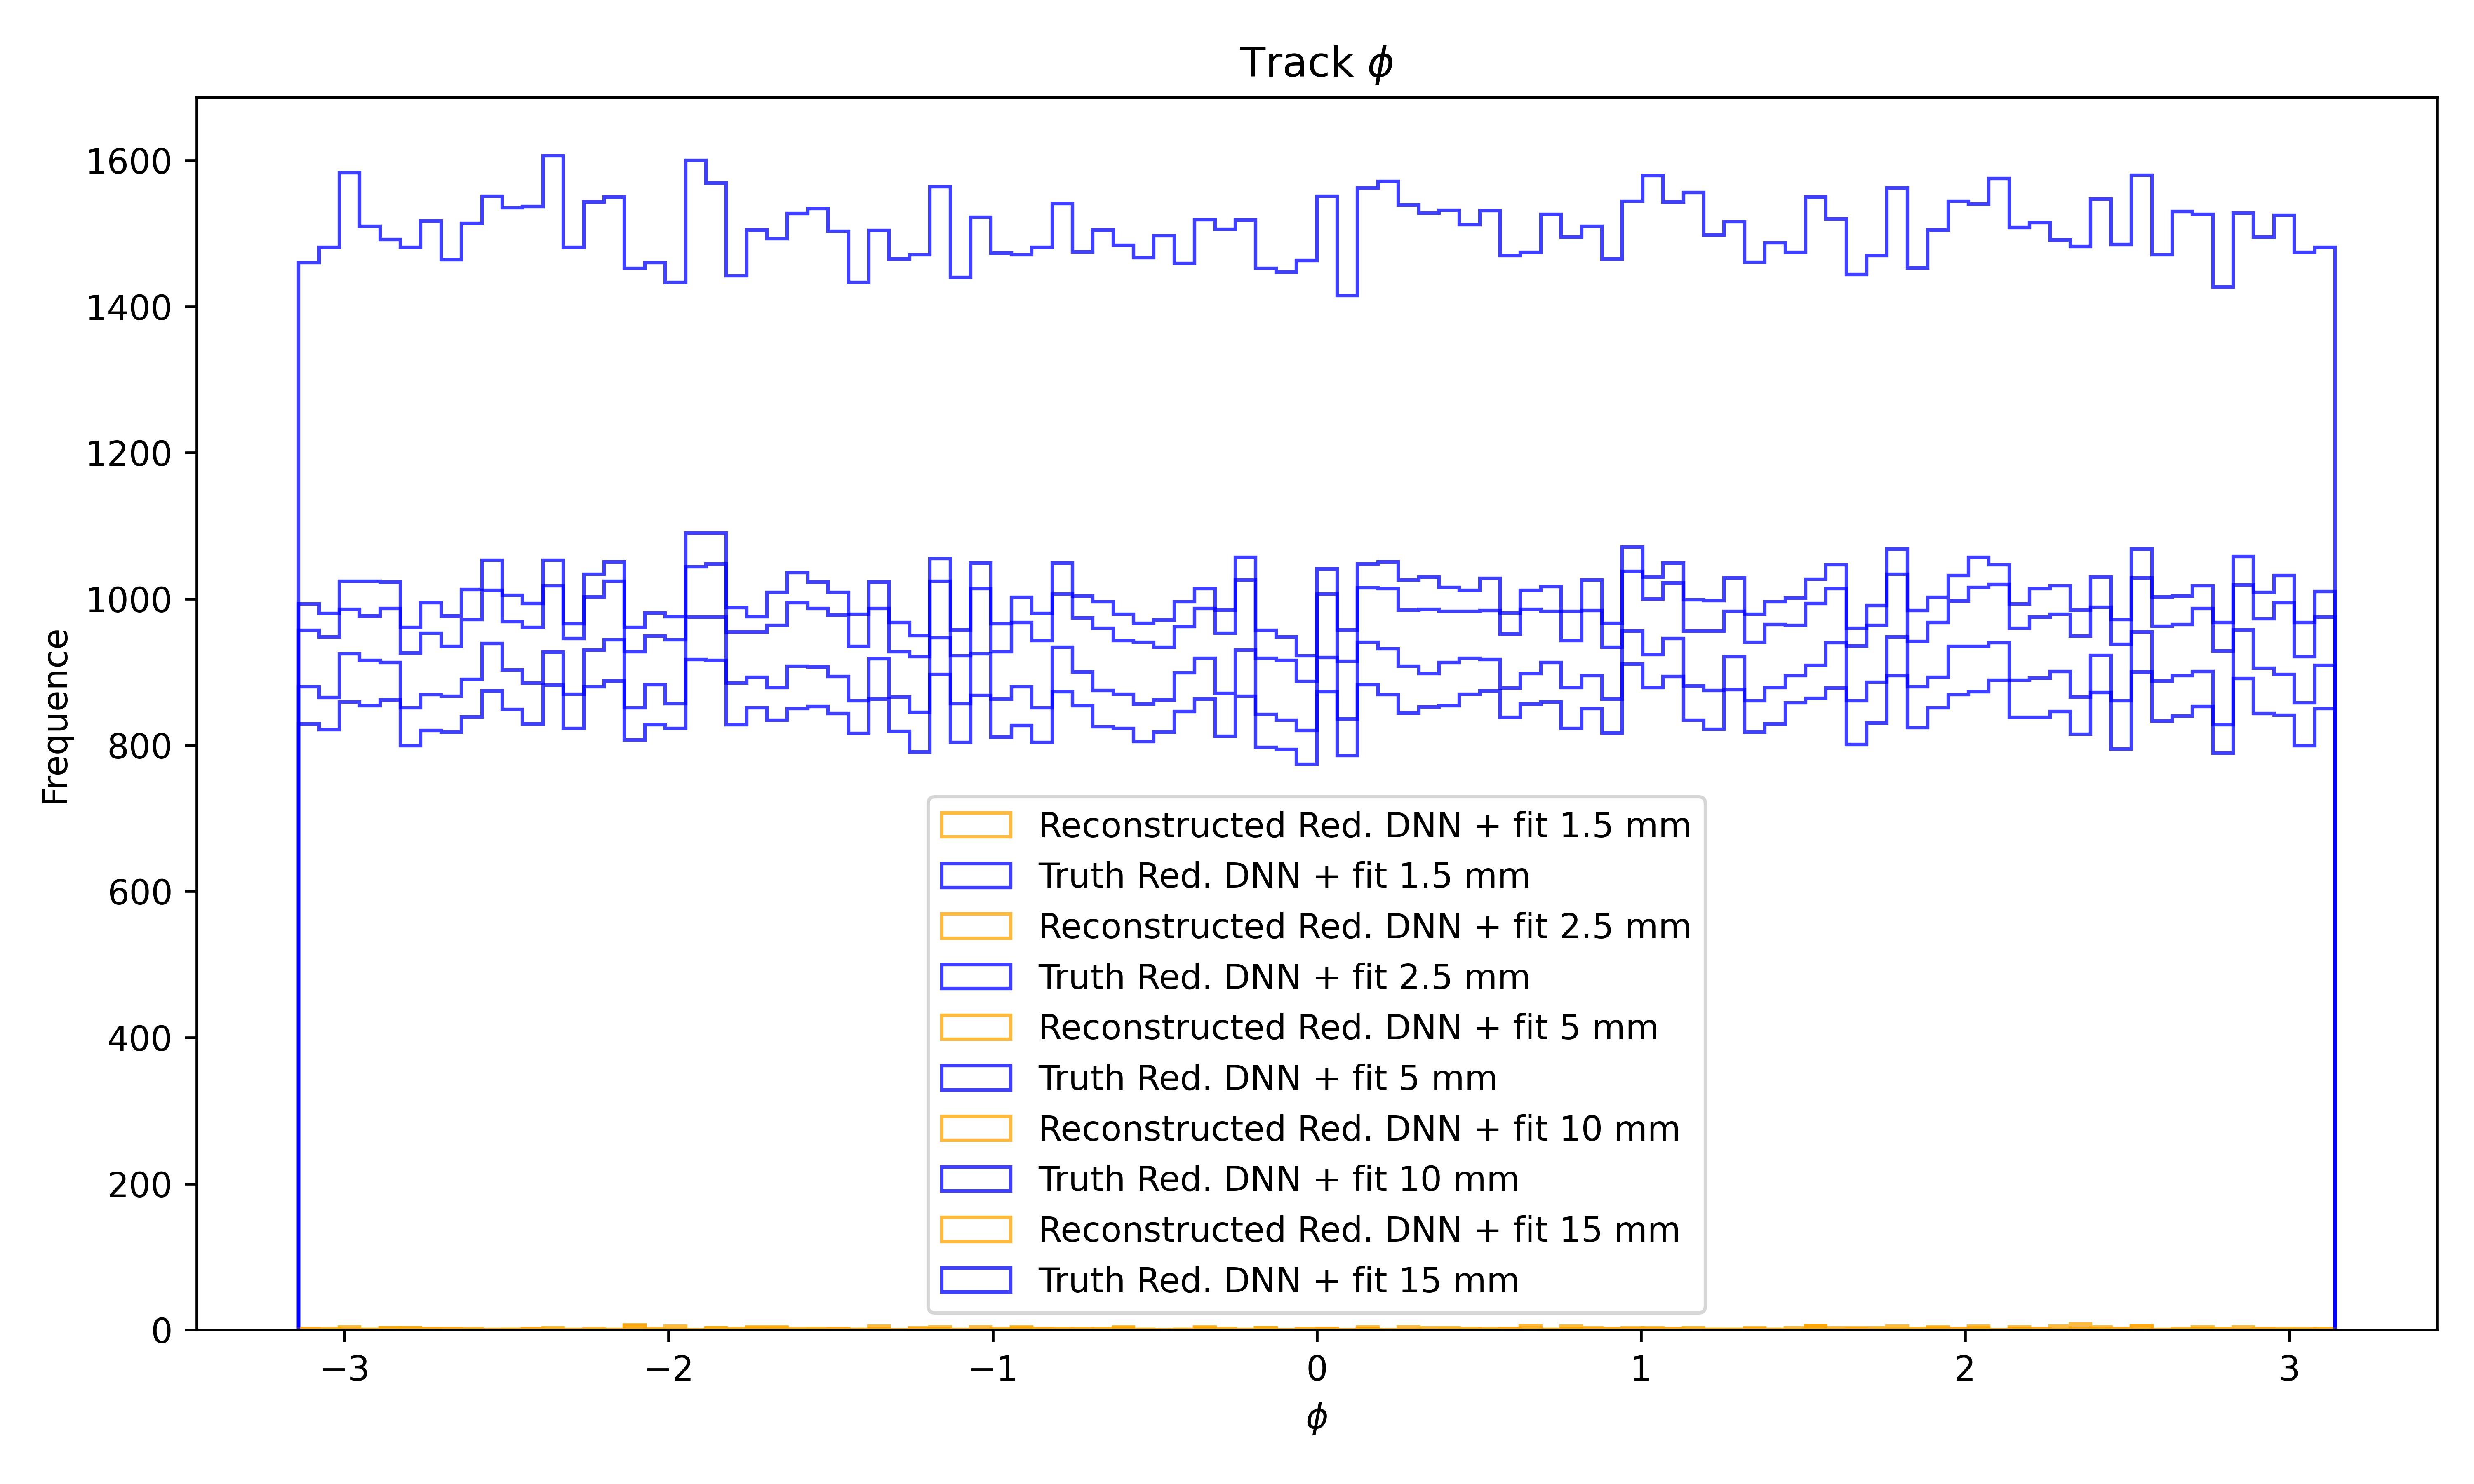 Track ϕ
1600
1400
1200
1000
800
600
400
200
0
Frequence
Reconstructed Red. DNN + fit 1.5 mm
Truth Red. DNN + fit 1.5 mm
Reconstructed Red. DNN + fit 2.5 mm
Truth Red. DNN + fit 2.5 mm
Reconstructed Red. DNN + fit 5 mm
Truth Red. DNN + fit 5 mm
Reconstructed Red. DNN + fit 10 mm
Truth Red. DNN + fit 10 mm
Reconstructed Red. DNN + fit 15 mm
Truth Red. DNN + fit 15 mm
−3 −2 −1 0 1 2 3
ϕ